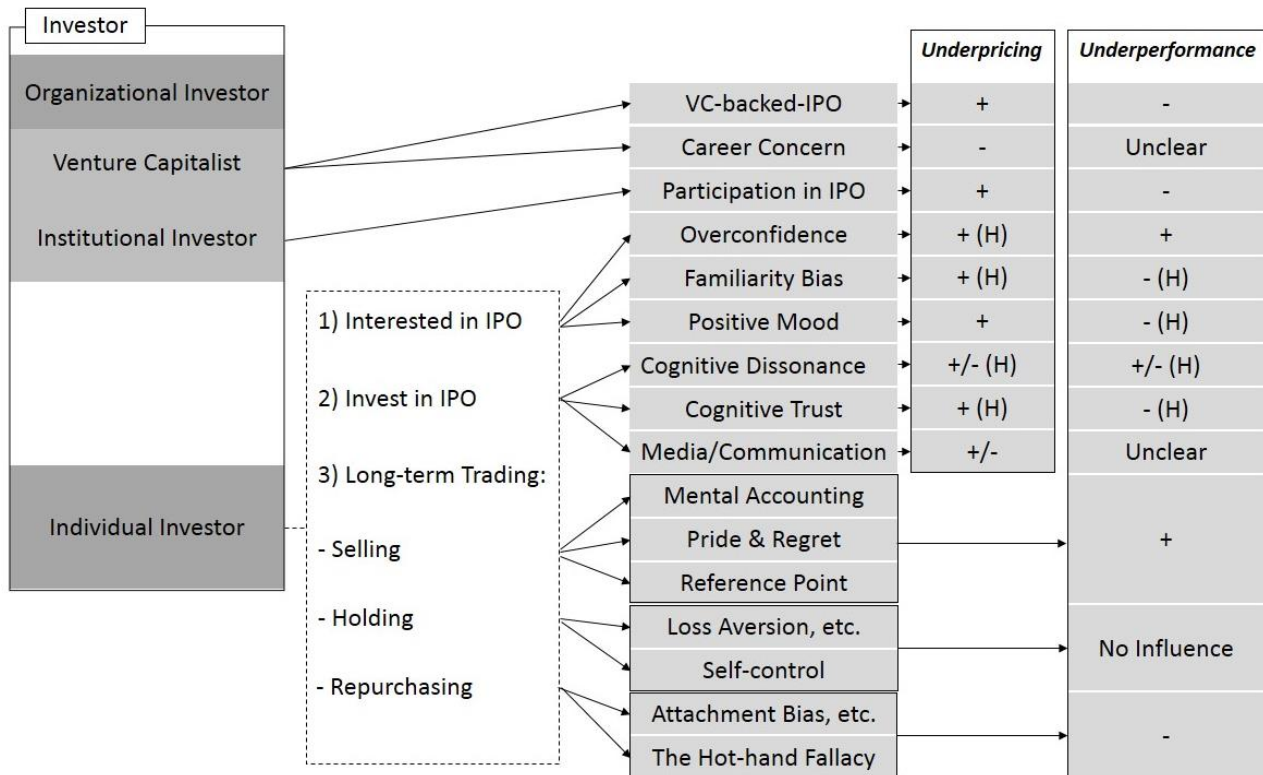 Investor
Organizational Investor
Venture Capitalist
Institutional Investor
Individual Investor
1) Interested in IPO
2) Invest in IPO
3) Long-term Trading:
- Selling
- Holding
- Repurchasing
Underpricing
Underperformance
VC-backed-IPO
+
-
Career Concern
-
Unclear
Participation in IPO
+
-
Overconfidence
+ (H)
+
Familiarity Bias
+ (H)
- (H)
Positive Mood
+
- (H)
Cognitive Dissonance
+/- (H)
+/- (H)
Cognitive Trust
+ (H)
- (H)
Media/Communication
+/-
Unclear
Mental Accounting
Pride & Regret
Reference Point
+
Loss Aversion, etc.
Self-control
No Influence
Attachment Bias, etc.
The Hot-hand Fallacy
-